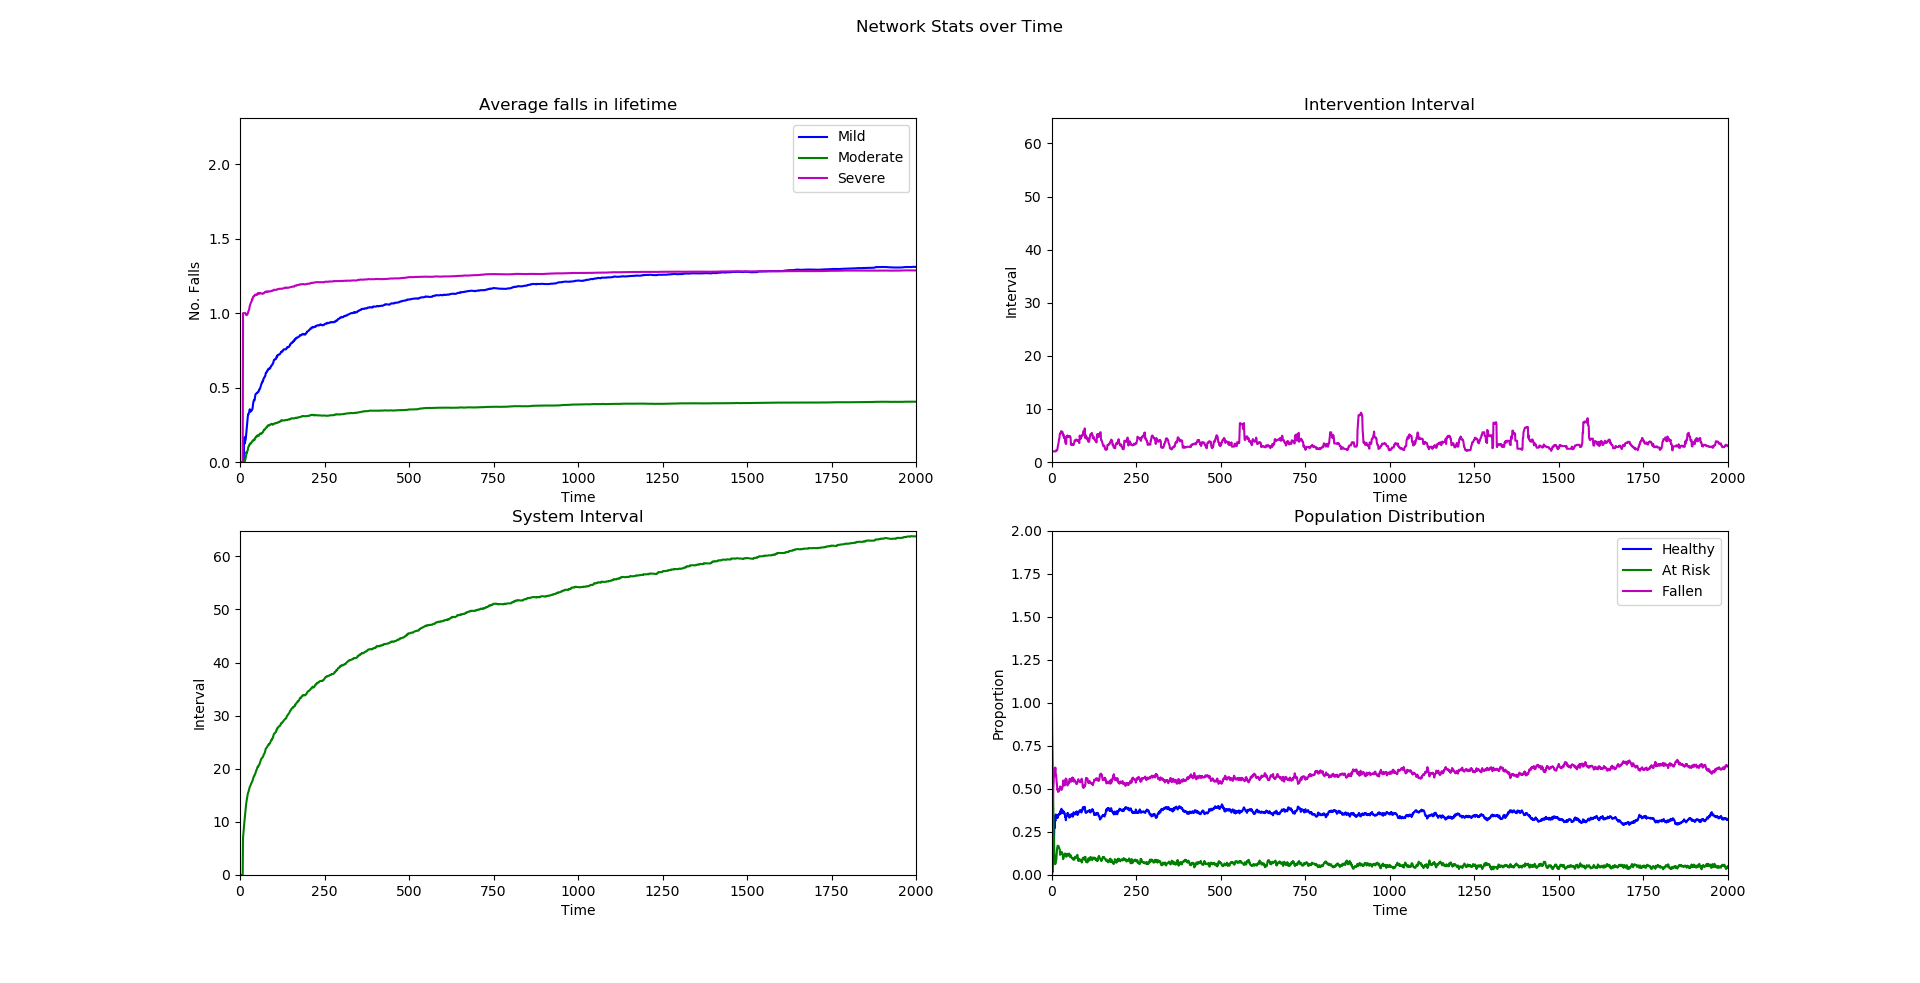 Network Stats over Time
Average falls in lifetime
No. Falls
2.0
1.5
1.0
0.5
0.0
Mild
Moderate
Severe
0 250 500 750 1000 1250 1500 1750 2000
Time
Intervention Interval
Interval
60
50
40
30
20
10
0
0 250 500 750 1000 1250 1500 1750 2000
Time
System Interval
Interval
60
50
40
30
20
10
0
0 250 500 750 1000 1250 1500 1750 2000
Time
Population Distribution
Proportion
2.00
1.75
1.50
1.25
1.00
0.75
0.50
0.25
0.00
Healthy
At Risk
Fallen
0 250 500 750 1000 1250 1500 1750 2000
Time